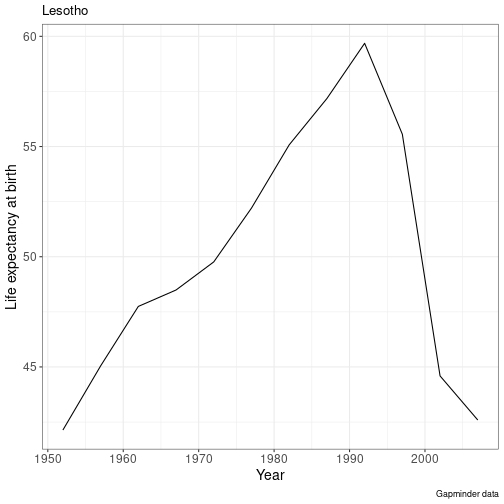 Lesotho
60
55
50
45
Life expectancy at birth
1950 1960 1970 1980 1990 2000
Year
Gapminder data